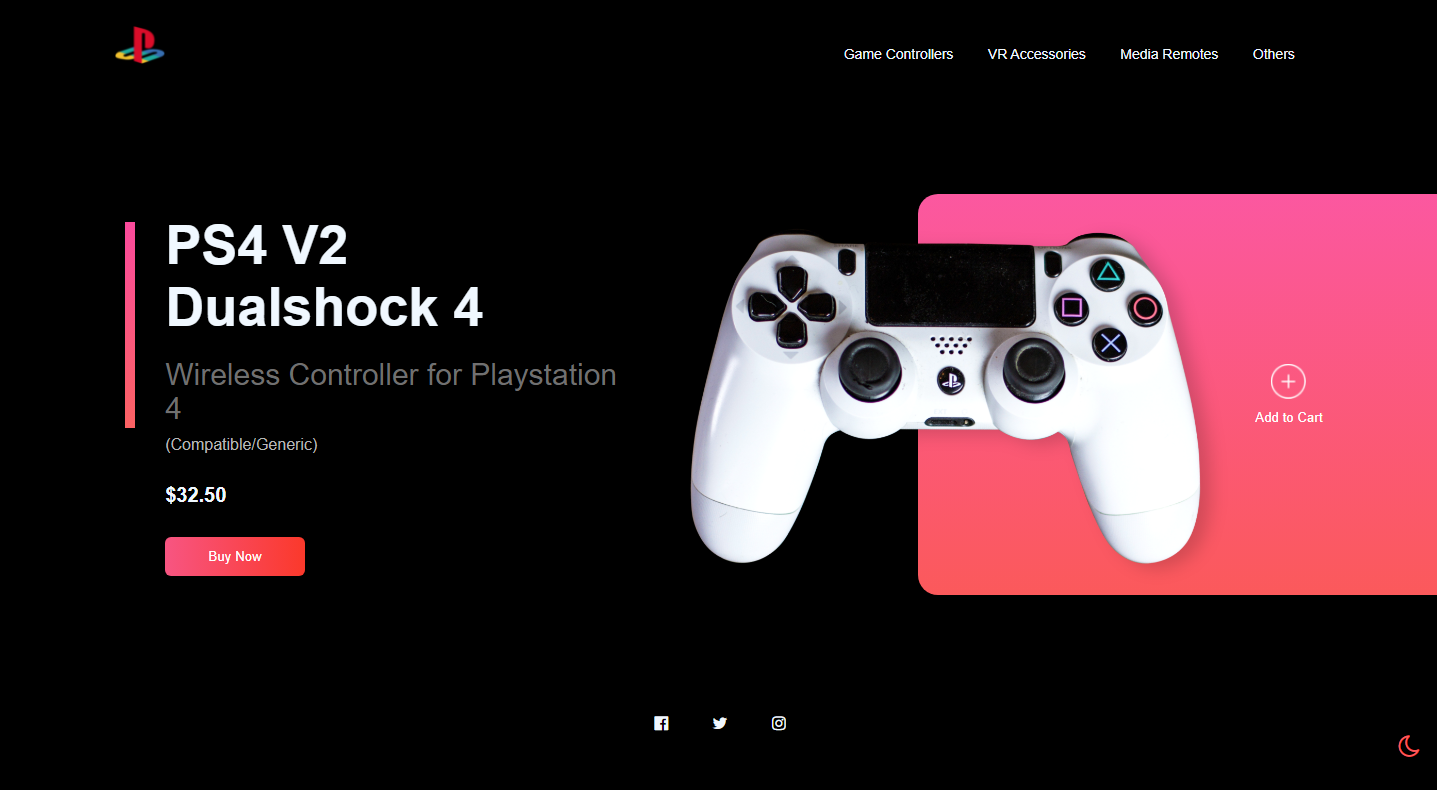 Game Controllers VR Accessories Media Remotes Others
PS4 V2
Dualshock 4
Wireless Controller for Playstation
4
(Compatible/Generic)
$32.50
Buy Now
Add to Cart